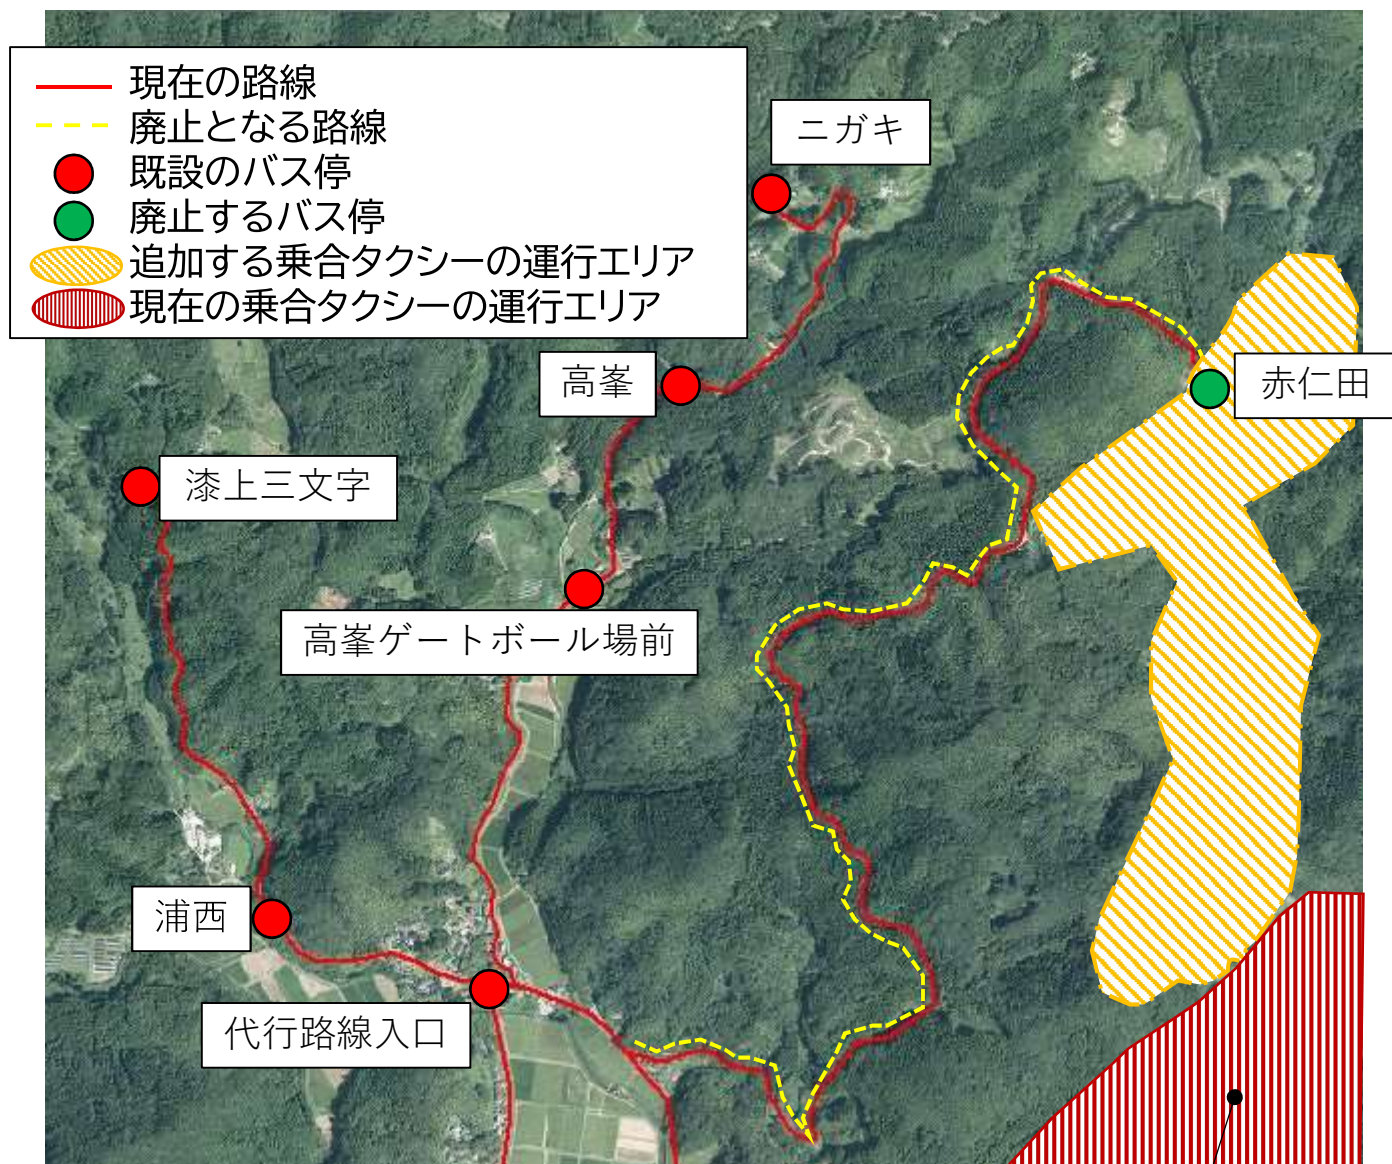 現在の路線
廃止となる路線
既設のバス停
廃止するバス停
追加する乗合タクシーの運行エリア
現在の乗合タクシーの運行エリア
ニガキ
高峯
赤仁田
漆上三文字
高峯ゲートボール場前
浦西
代行路線入口